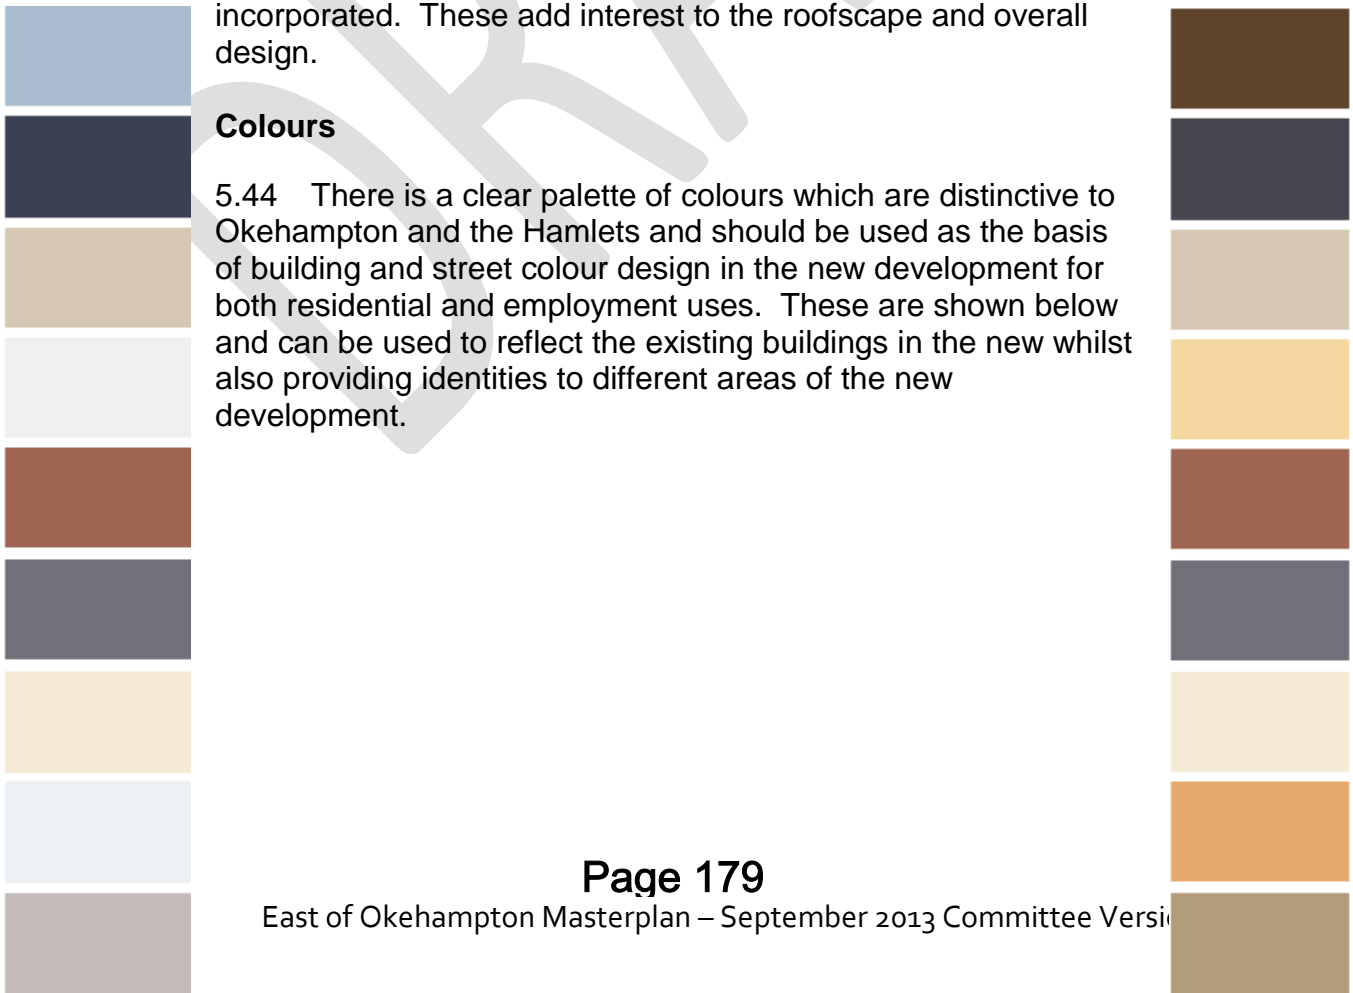 incorporated.  These add interest to the roofscape and overall
design.
Colours
5.44    There is a clear palette of colours which are distinctive to
Okehampton and the Hamlets and should be used as the basis
of building and street colour design in the new development for
both residential and employment uses.  These are shown below
and can be used to reflect the existing buildings in the new whilst
also providing identities to different areas of the new
development.
Page 179
East of Okehampton Masterplan – September 2013 Committee Versi